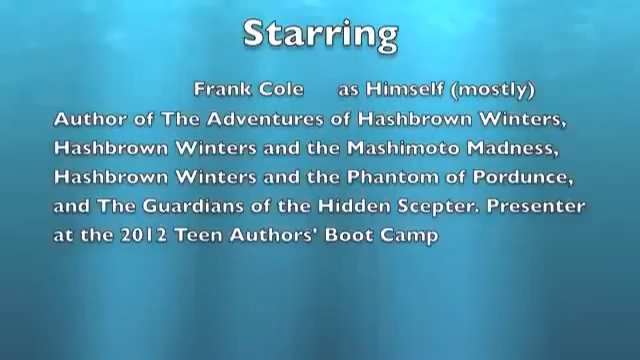 Starring
Frank Cole as Himself (mostly)
Author of The Adventures of Hashbrown Winters,
Hashbrown Winters and the Mashimoto Madness,
Hashbrown Winters and the Phantom of Pordunce,
and The Guardians of the Hidden Scepter. Presenter
at the 2012 Teen Authors' Boot Camp